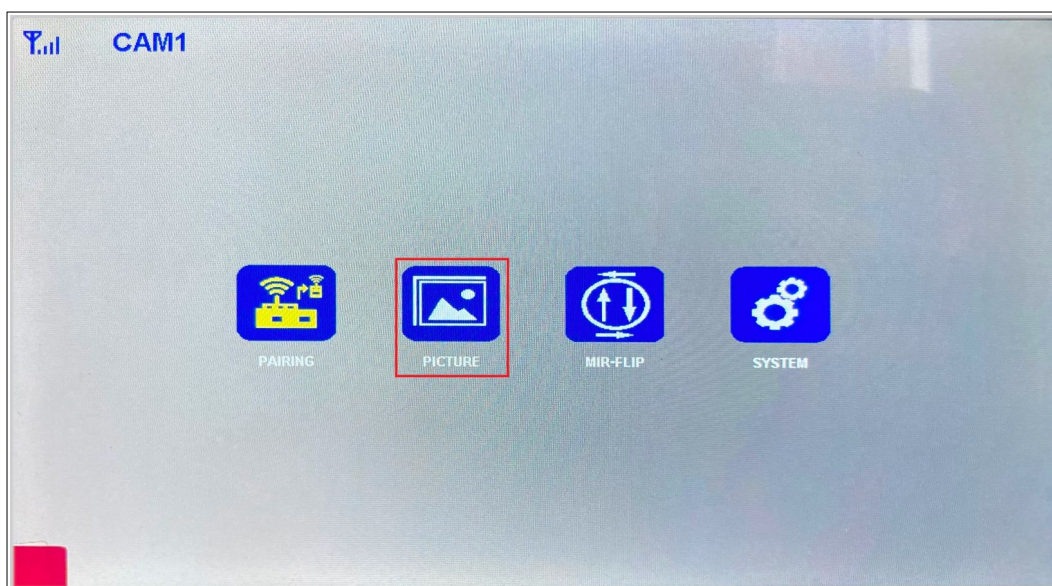 CAM1
PAIRING
PICTURE
MIR-FLIP
SYSTEM